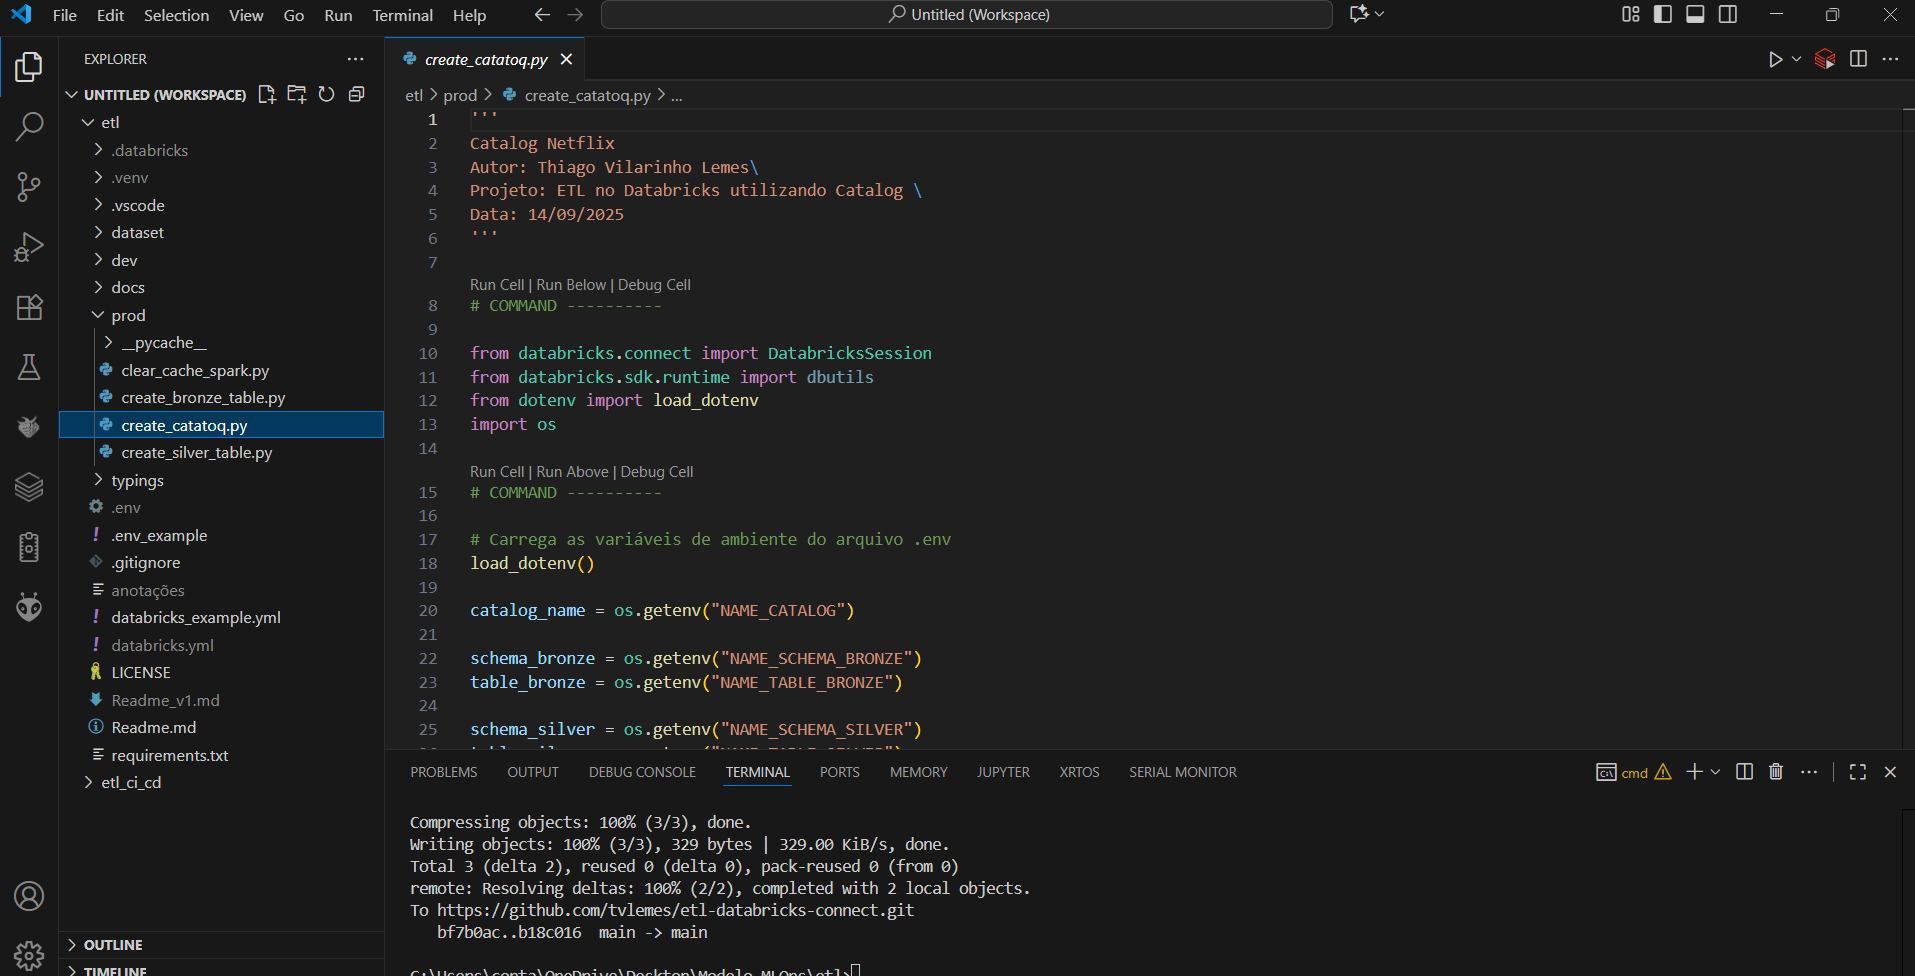 File Edit Selection View Go Run Terminal Help
Untitled (Workspace)
EXPLORER
UNTITLED (WORKSPACE)
etl
.databricks
.venv
.vscode
dataset
dev
docs
prod
__pycache__
clear_cache_spark.py
create_bronze_table.py
create_catatoq.py
create_silver_table.py
typings
.env
.env_example
.gitignore
anotações
databricks_example.yml
databricks.yml
LICENSE
Readme_v1.md
Readme.md
requirements.txt
etl_ci_cd
OUTLINE
TIMELINE
create_catatoq.py
etl > prod > create_catatoq.py > ...
1 '''
2 Catalog Netflix
3 Autor: Thiago Vilarinho Lemes\
4 Projeto: ETL no Databricks utilizando Catalog \
5 Data: 14/09/2025
6 '''
7
Run Cell | Run Below | Debug Cell
8 # COMMAND ----------
9
10 from databricks.connect import DatabricksSession
11 from databricks.sdk.runtime import dbutils
12 from dotenv import load_dotenv
13 import os
14
Run Cell | Run Above | Debug Cell
15 # COMMAND ----------
16
17 # Carrega as variáveis de ambiente do arquivo .env
18 load_dotenv()
19
20 catalog_name = os.getenv("NAME_CATALOG")
21
22 schema_bronze = os.getenv("NAME_SCHEMA_BRONZE")
23 table_bronze = os.getenv("NAME_TABLE_BRONZE")
24
25 schema_silver = os.getenv("NAME_SCHEMA_SILVER")
PROBLEMS OUTPUT DEBUG CONSOLE TERMINAL PORTS MEMORY JUPYTER XRTOS SERIAL MONITOR
cmd
Compressing objects: 100% (3/3), done.
Writing objects: 100% (3/3), 329 bytes | 329.00 KiB/s, done.
Total 3 (delta 2), reused 0 (delta 0), pack-reused 0 (from 0)
remote: Resolving deltas: 100% (2/2), completed with 2 local objects.
To https://github.com/tvlemes/etl-databricks-connect.git
bf7b0ac..b18c016 main -> main